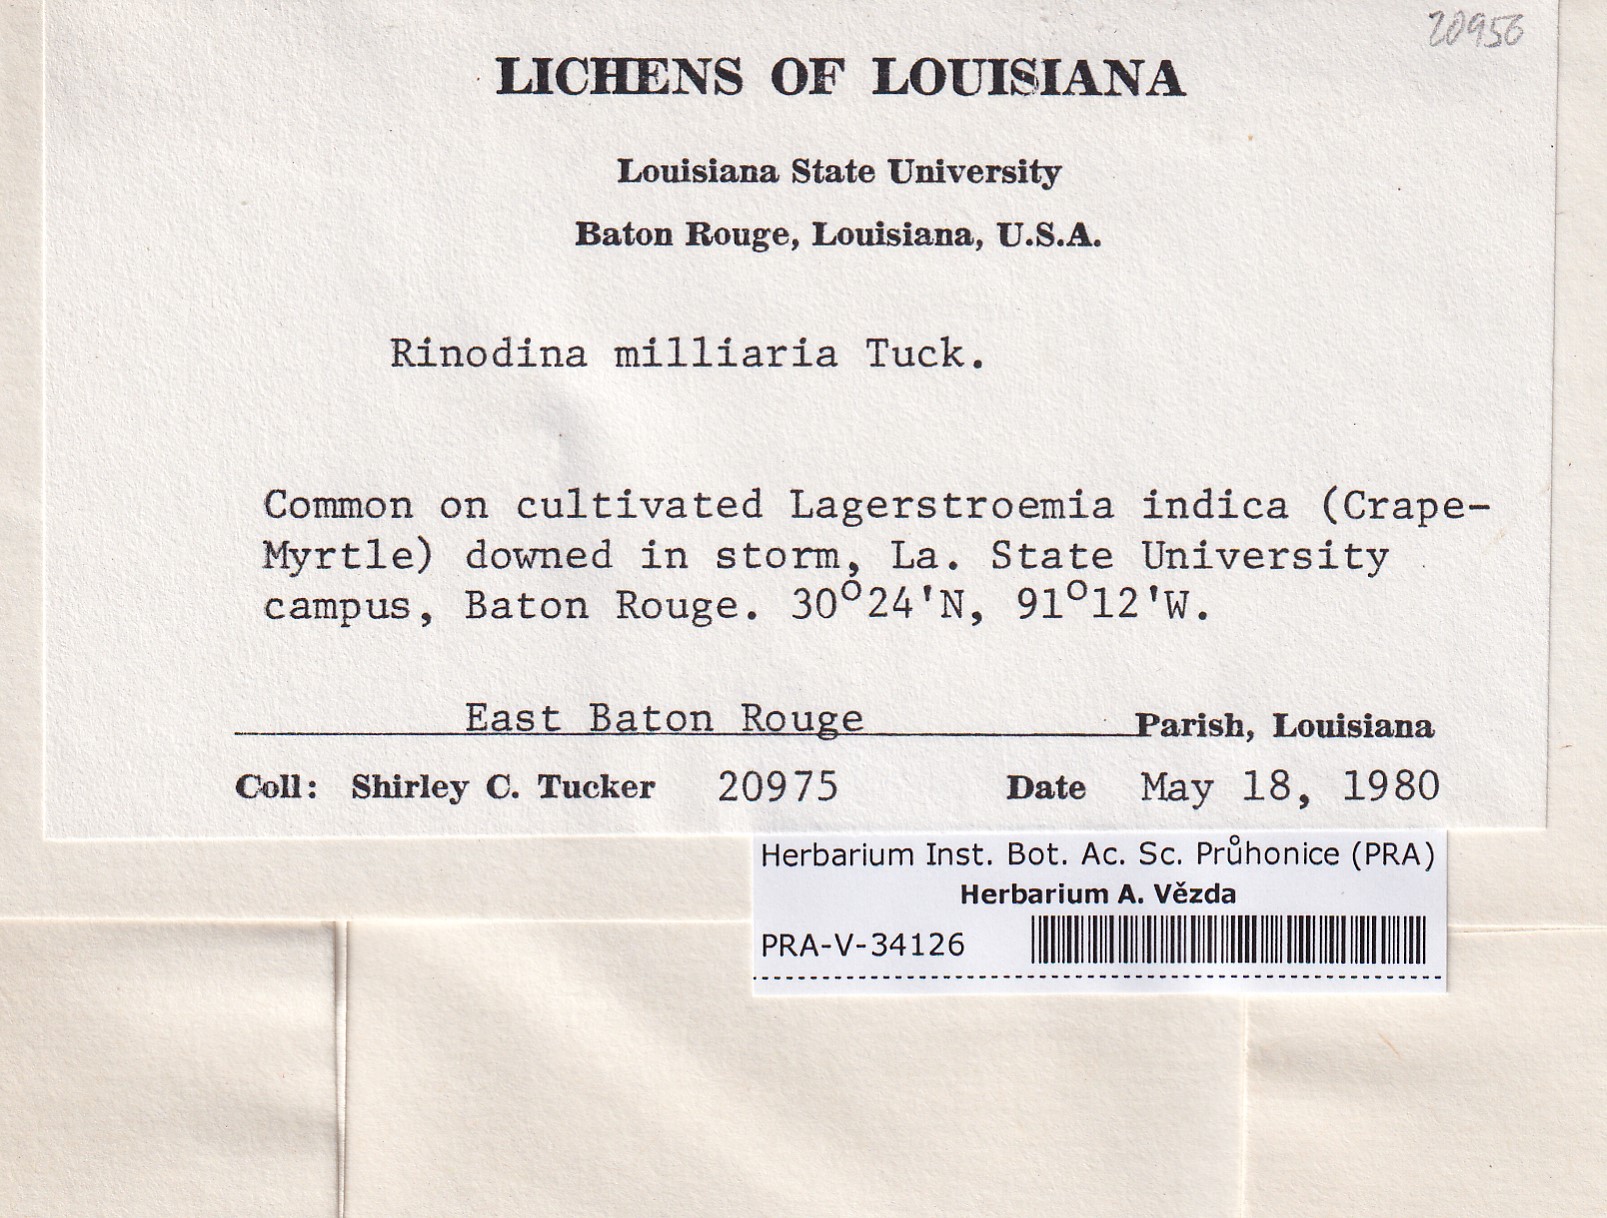 20956
LICHENS OF LOUISIANA
Louisiana State University
Baton Rouge, Louisiana, U.S.A.
Rinodina milliaria Tuck.
Common on cultivated Lagerstroemia indica (Crape-
Myrtle) downed in storm, La. State University
campus, Baton Rouge. 30°24'N, 91°12'W.
East Baton Rouge Parish, Louisiana
Coll: Shirley C. Tucker 20975 Date May 18, 1980
Herbarium Inst. Bot. Ac. Sc. Průhonice (PRA)
Herbarium A. Vězda
PRA-V-34126